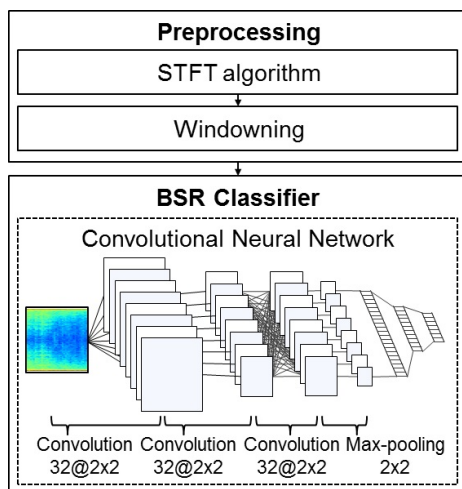 Preprocessing
STFT algorithm
Windowning
BSR Classifier
Convolutional Neural Network
Convolution Convolution Convolution Max-pooling
32@2x2 32@2x2 32@2x2 2x2